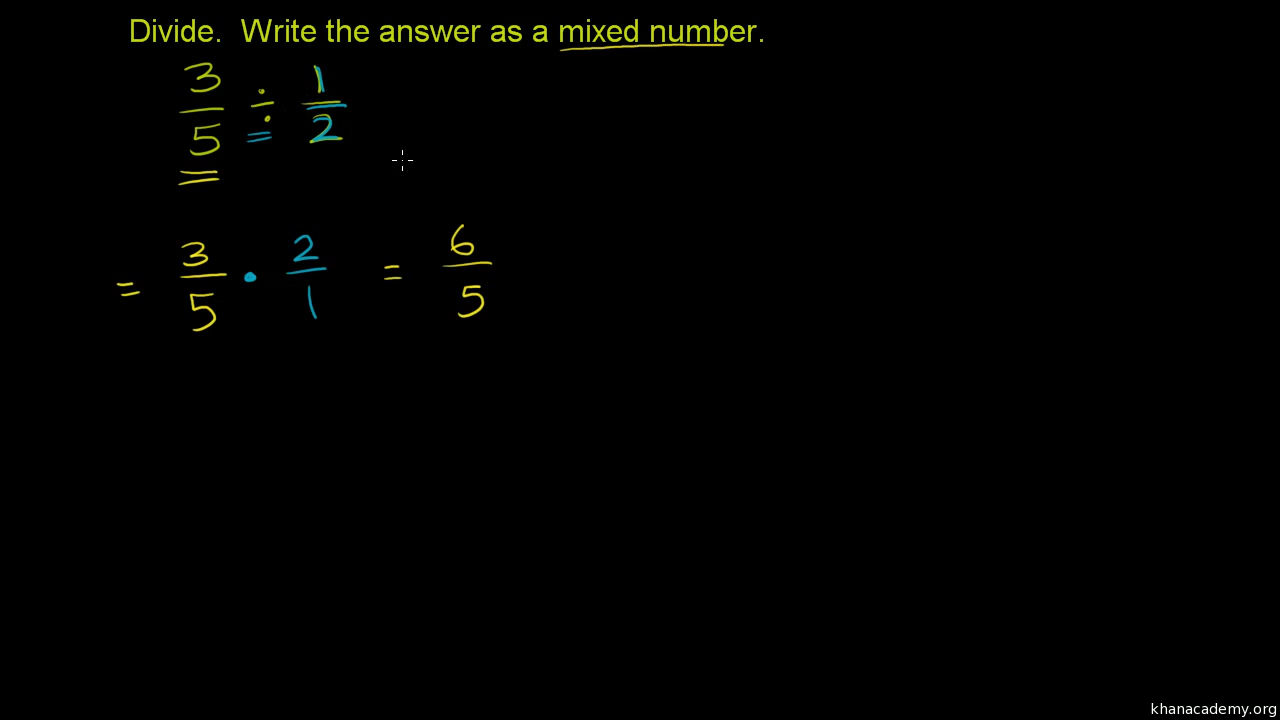 Divide. Write the answer as a mixed number.
3/5 ÷ 1/2
= 3/5 • 2/1 = 6/5
khanacademy.org